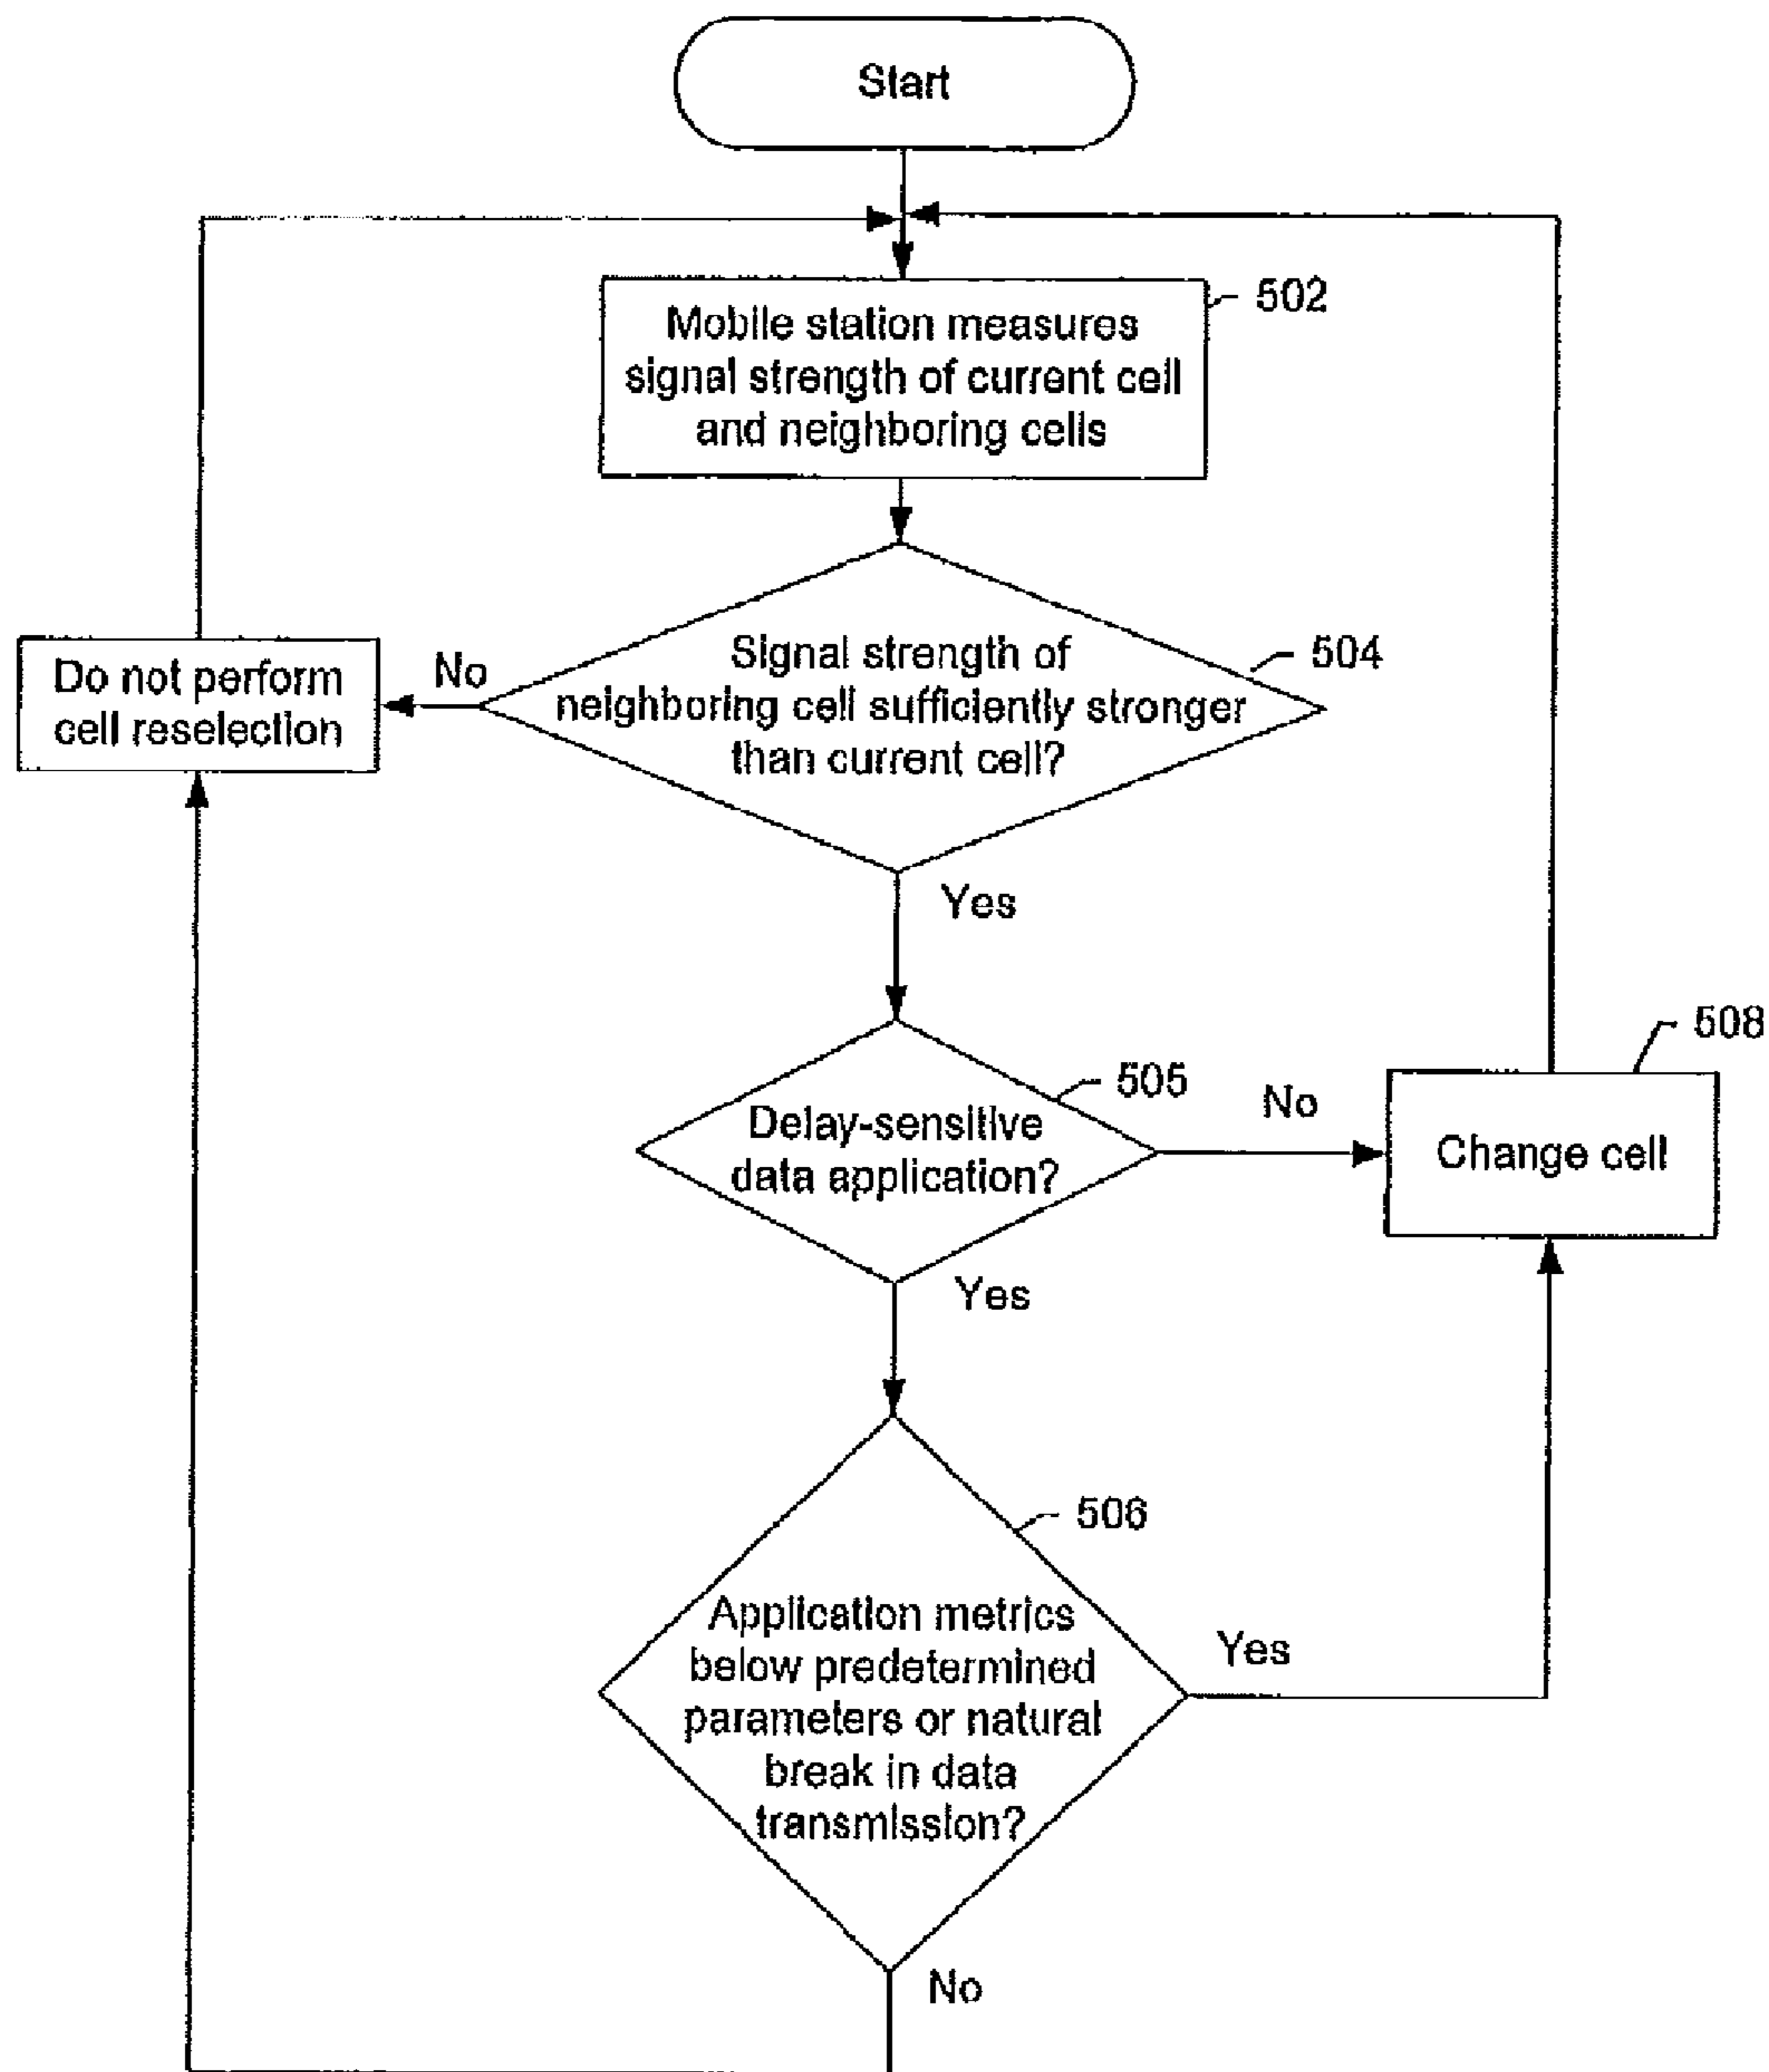 Start
502
Mobile station measures
signal strength of current cell
and neighboring cells
504
Signal strength of
neighboring cell sufficiently stronger
than current cell?
No
Do not perform
cell reselection
Yes
505
Delay-sensitive
data application?
No
508
Change cell
Yes
506
Application metrics
below predetermined
parameters or natural
break in data
transmission?
Yes
No